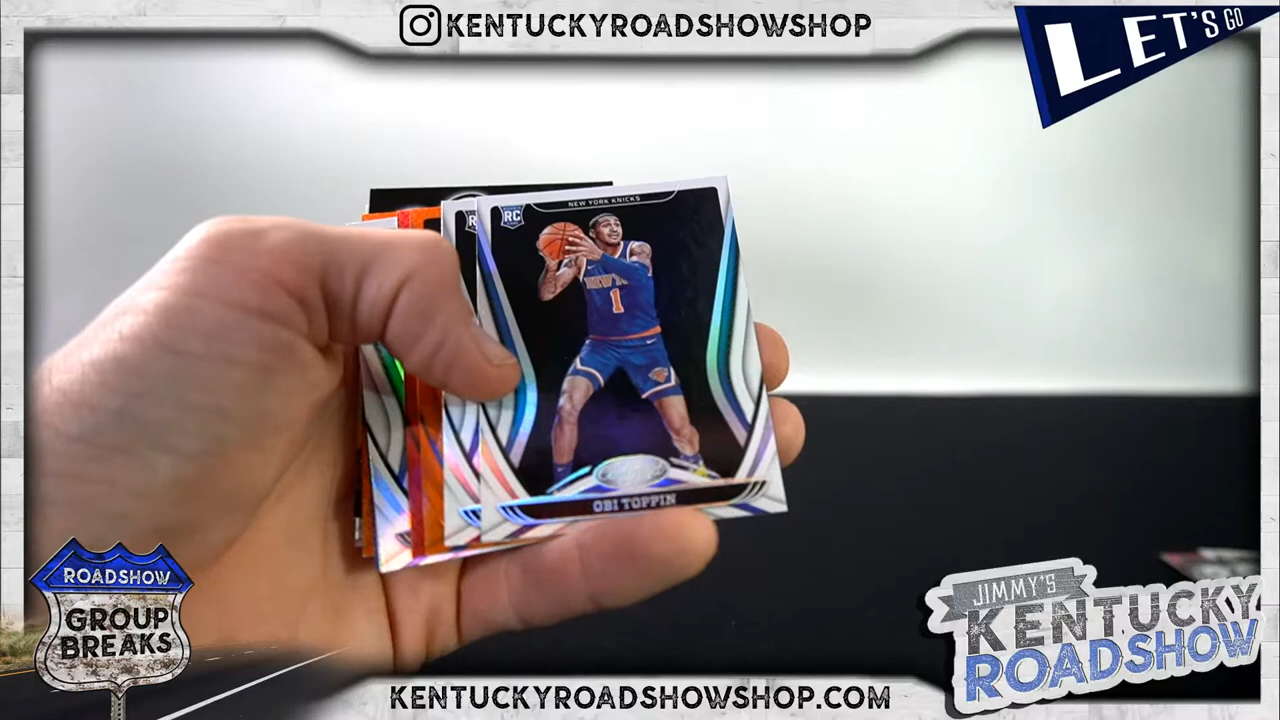 KENTUCKYROADSHOWSHOP
LET'S GO
NEW YORK KNICKS
RC
R
NEW YORK
1
OBI TOPPIN
ROADSHOW
GROUP
BREAKS
JIMMY'S
KENTUCKY
ROADSHOW
KENTUCKYROADSHOWSHOP.COM